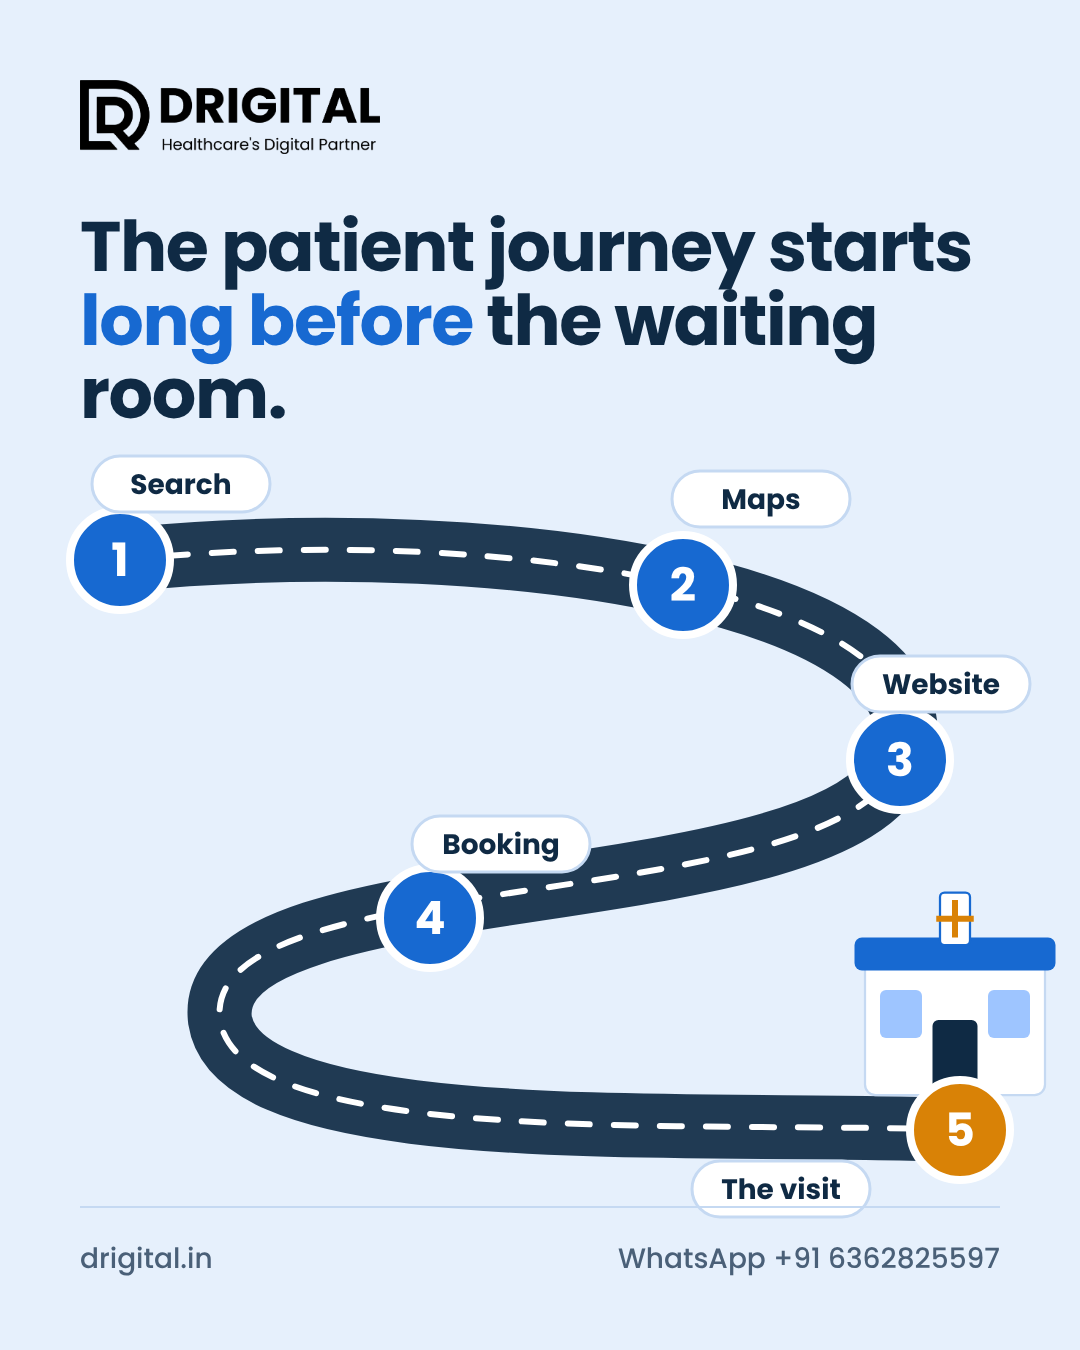 DRIGITAL
Healthcare's Digital Partner
The patient journey starts
long before the waiting
room.
Search
1
Maps
2
Website
3
Booking
4
5
The visit
drigital.in
WhatsApp +91 6362825597